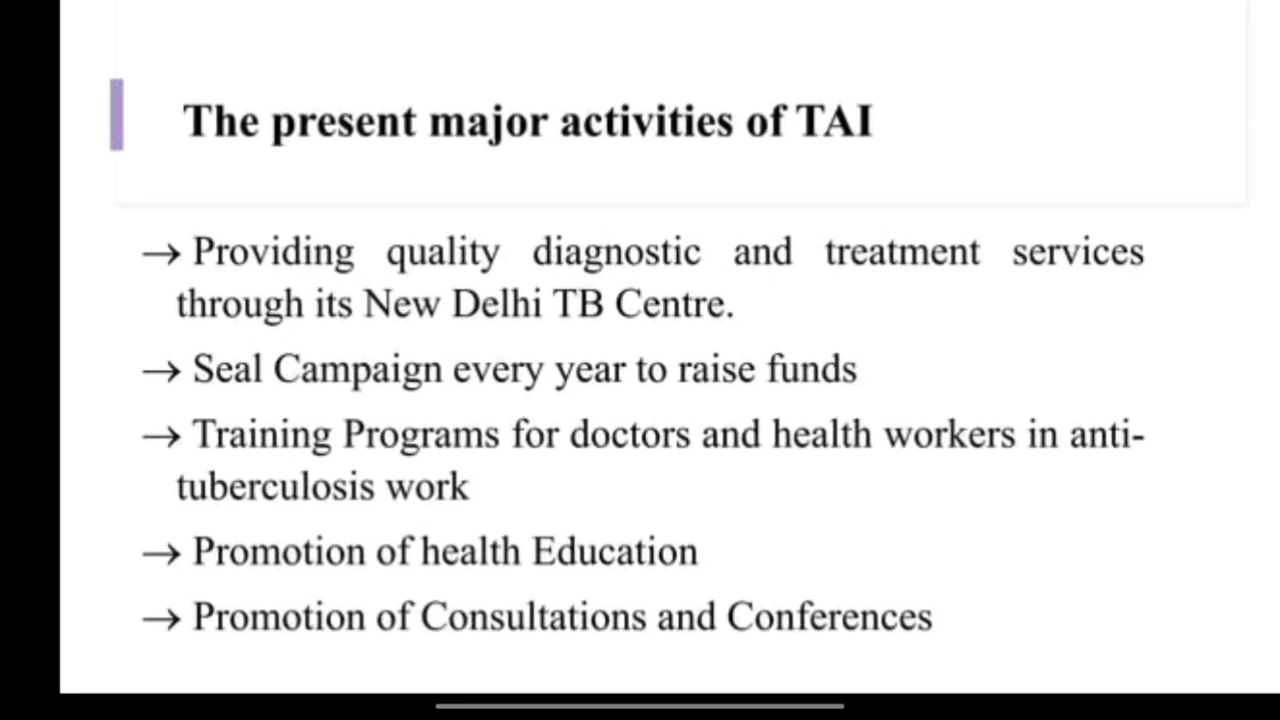 The present major activities of TAI
→ Providing quality diagnostic and treatment services
through its New Delhi TB Centre.
→ Seal Campaign every year to raise funds
→ Training Programs for doctors and health workers in anti-
tuberculosis work
→ Promotion of health Education
→ Promotion of Consultations and Conferences